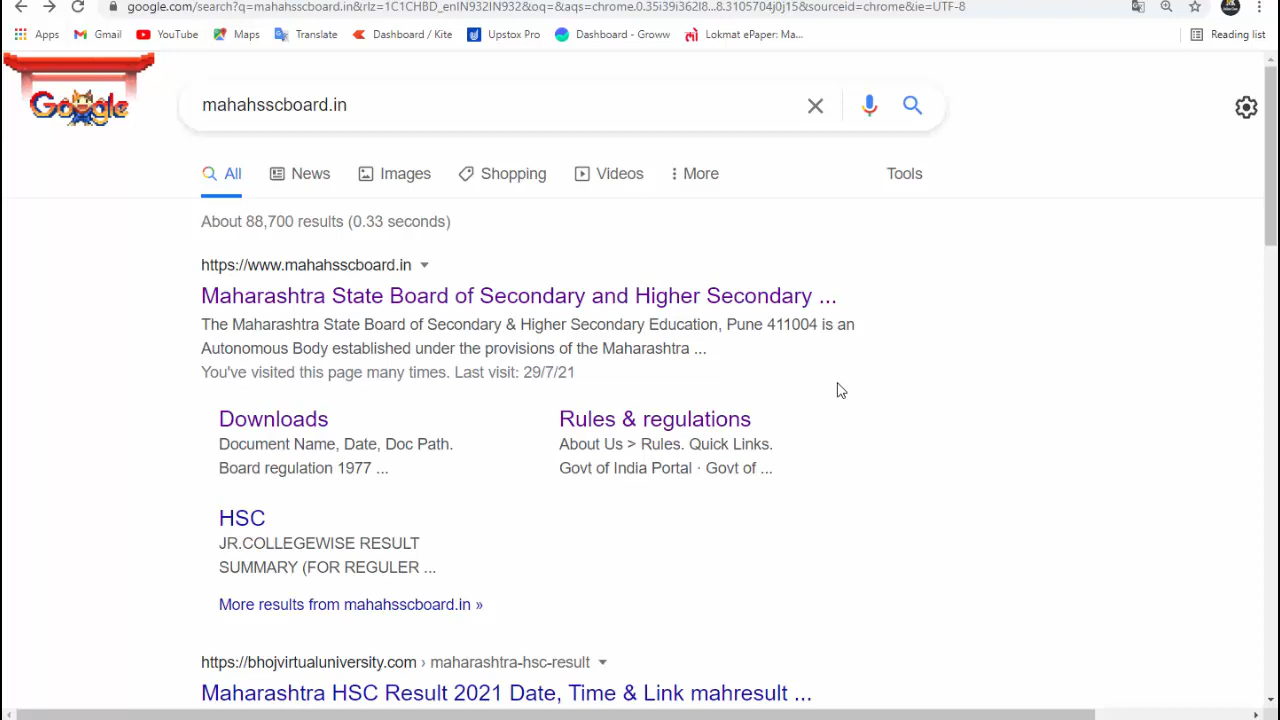 google.com/search?q=mahahsscboard.in&rlz=1C1CHBD_enIN932IN932&oq=&aqs=chrome.0.35i39i362l8...8.3105704j0j15&sourceid=chrome&ie=UTF-8
Apps Gmail YouTube Maps Translate Dashboard / Kite Upstox Pro Dashboard - Groww Lokmat ePaper: Ma... Reading list
Google
mahahsscboard.in
All News Images Shopping Videos More Tools
About 88,700 results (0.33 seconds)
https://www.mahahsscboard.in
Maharashtra State Board of Secondary and Higher Secondary ...
The Maharashtra State Board of Secondary & Higher Secondary Education, Pune 411004 is an
Autonomous Body established under the provisions of the Maharashtra ...
You've visited this page many times. Last visit: 29/7/21
Downloads
Document Name, Date, Doc Path.
Board regulation 1977 ...
Rules & regulations
About Us > Rules. Quick Links.
Govt of India Portal · Govt of ...
HSC
JR.COLLEGEWISE RESULT
SUMMARY (FOR REGULER ...
More results from mahahsscboard.in »
https://bhojvirtualuniversity.com › maharashtra-hsc-result
Maharashtra HSC Result 2021 Date, Time & Link mahresult ...